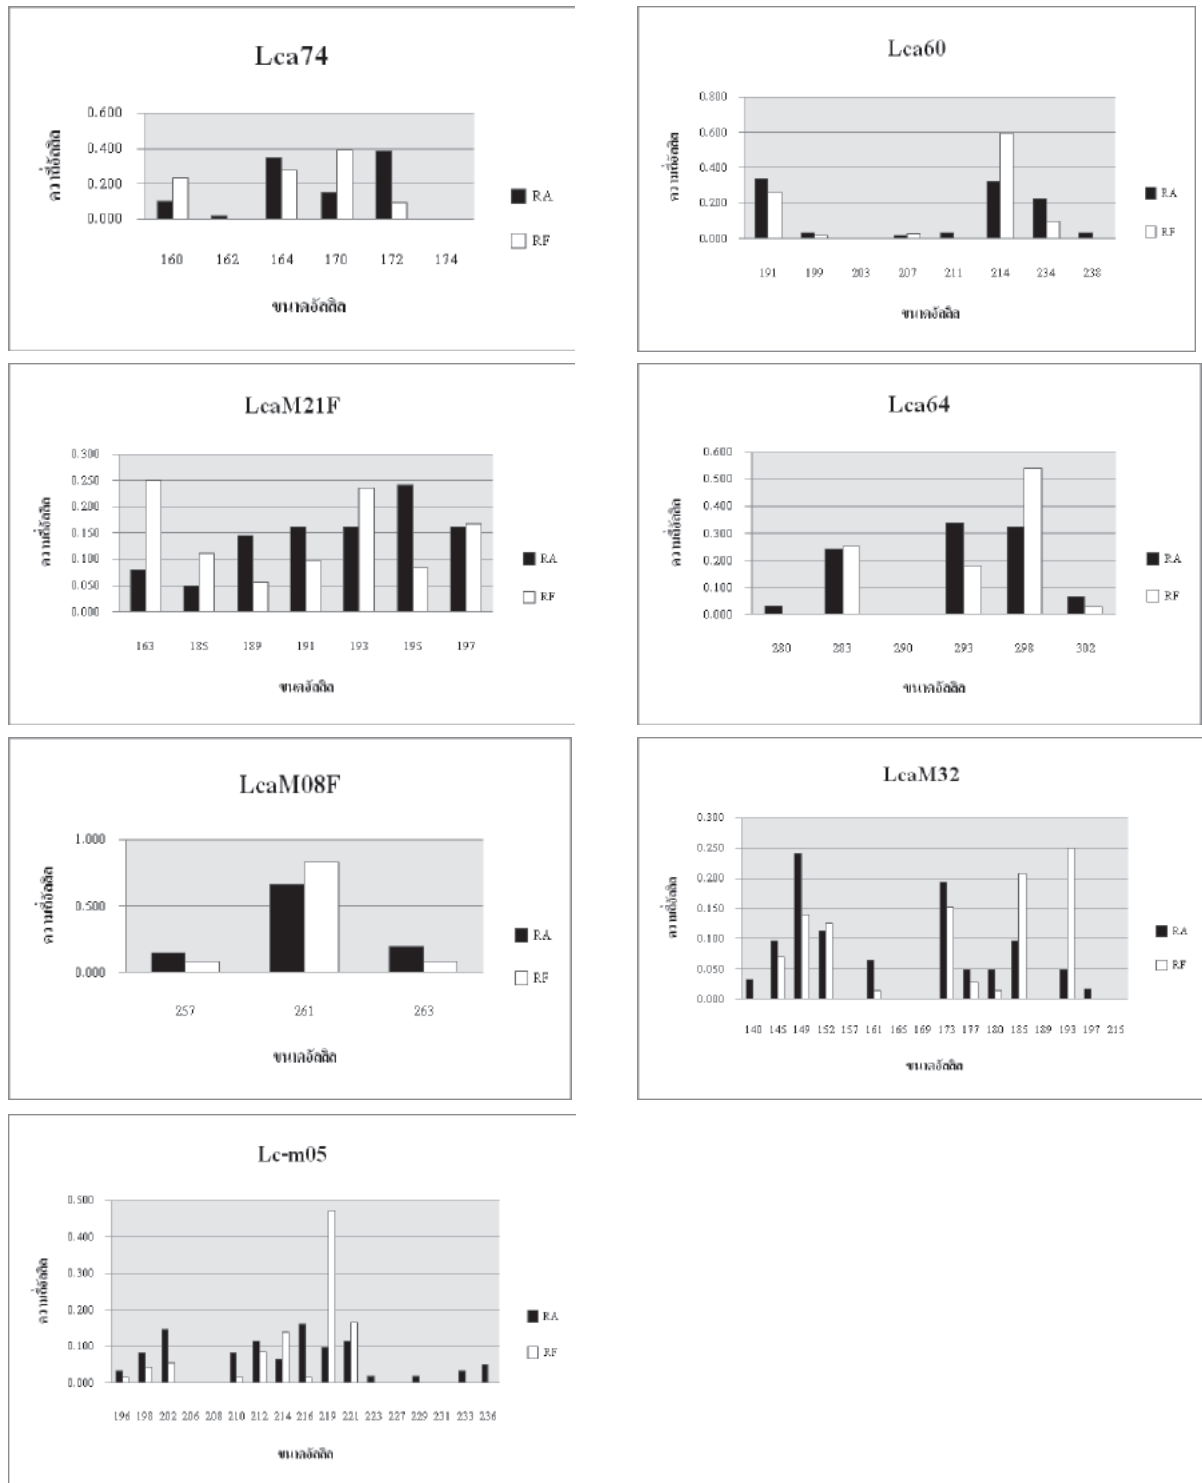 Lca74
0.600
0.400
0.200
0.000
ความถี่อัลลิล
160 162 164 170 172 174
ขนาดอัลลิล
RA
RF
Lca60
0.800
0.600
0.400
0.200
0.000
ความถี่อัลลิล
191 199 203 207 211 214 234 238
ขนาดอัลลิล
RA
RF
LcaM21F
0.300
0.250
0.200
0.150
0.100
0.050
0.000
ความถี่อัลลิล
163 185 189 191 193 195 197
ขนาดอัลลิล
RA
RF
Lca64
0.600
0.500
0.400
0.300
0.200
0.100
0.000
ความถี่อัลลิล
280 283 290 293 298 302
ขนาดอัลลิล
RA
RF
LcaM08F
1.000
0.500
0.000
ความถี่อัลลิล
257 261 263
ขนาดอัลลิล
RA
RF
LcaM32
0.300
0.250
0.200
0.150
0.100
0.050
0.000
ความถี่อัลลิล
140 145 149 152 157 161 165 169 173 177 180 185 189 193 197 215
ขนาดอัลลิล
RA
RF
Lc-m05
0.500
0.400
0.300
0.200
0.100
0.000
ความถี่อัลลิล
196 198 202 206 208 210 212 214 216 219 221 223 227 229 231 233 236
ขนาดอัลลิล
RA
RF